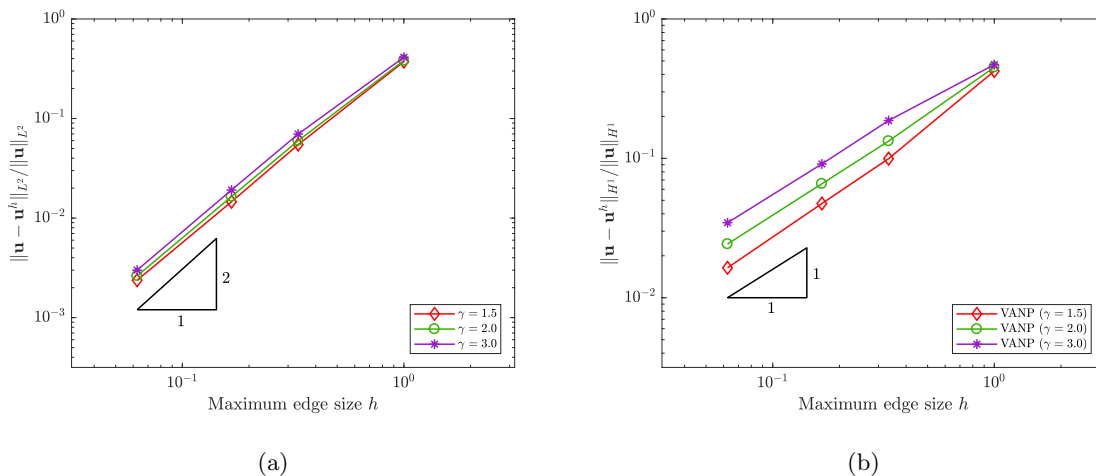 10^0
10^{-1}
10^{-2}
10^{-3}
‖u − u^h‖_{L^2}/‖u‖_{L^2}
2
1
γ = 1.5
γ = 2.0
γ = 3.0
10^{-1}
10^0
Maximum edge size h
(a)
10^0
10^{-1}
10^{-2}
‖u − u^h‖_{H^1}/‖u‖_{H^1}
1
1
VANP (γ = 1.5)
VANP (γ = 2.0)
VANP (γ = 3.0)
10^{-1}
10^0
Maximum edge size h
(b)